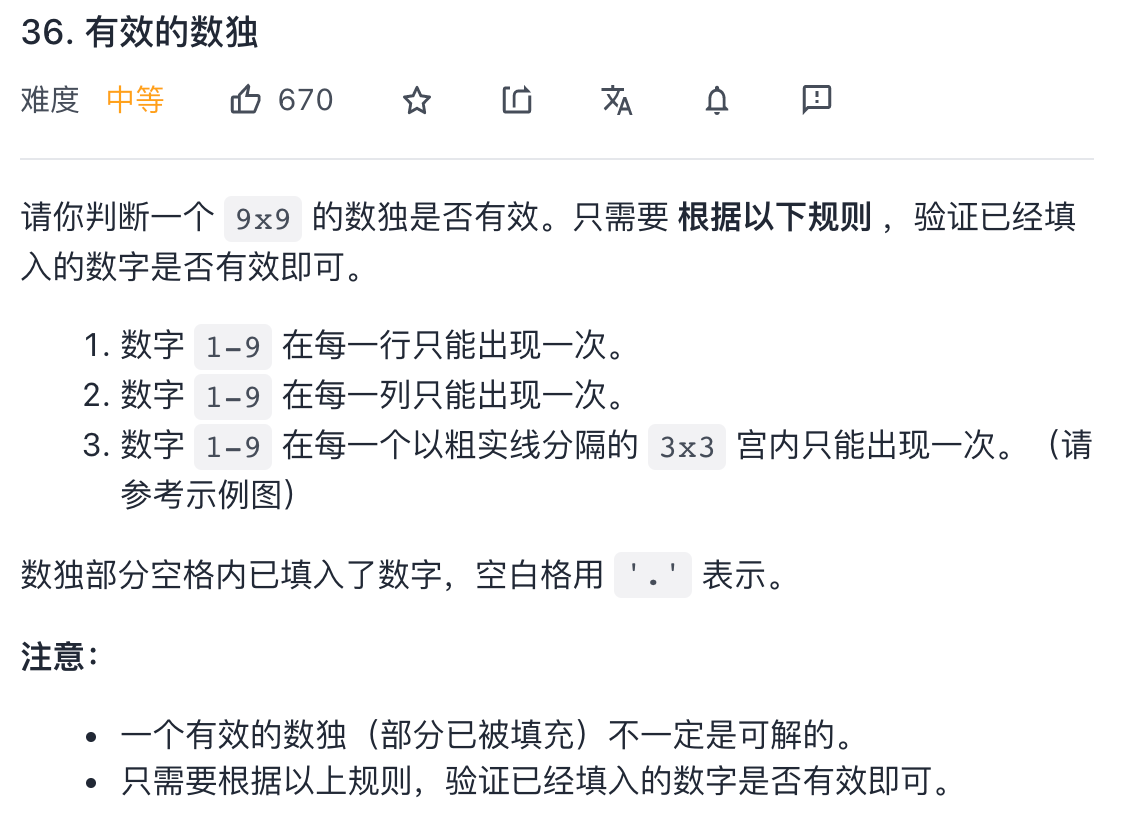 36. 有效的数独
难度 中等 670
请你判断一个 9x9 的数独是否有效。只需要 根据以下规则 ，验证已经填
入的数字是否有效即可。
1. 数字 1-9 在每一行只能出现一次。
2. 数字 1-9 在每一列只能出现一次。
3. 数字 1-9 在每一个以粗实线分隔的 3x3 宫内只能出现一次。（请
参考示例图）
数独部分空格内已填入了数字，空白格用 '.' 表示。
注意：
• 一个有效的数独（部分已被填充）不一定是可解的。
• 只需要根据以上规则，验证已经填入的数字是否有效即可。